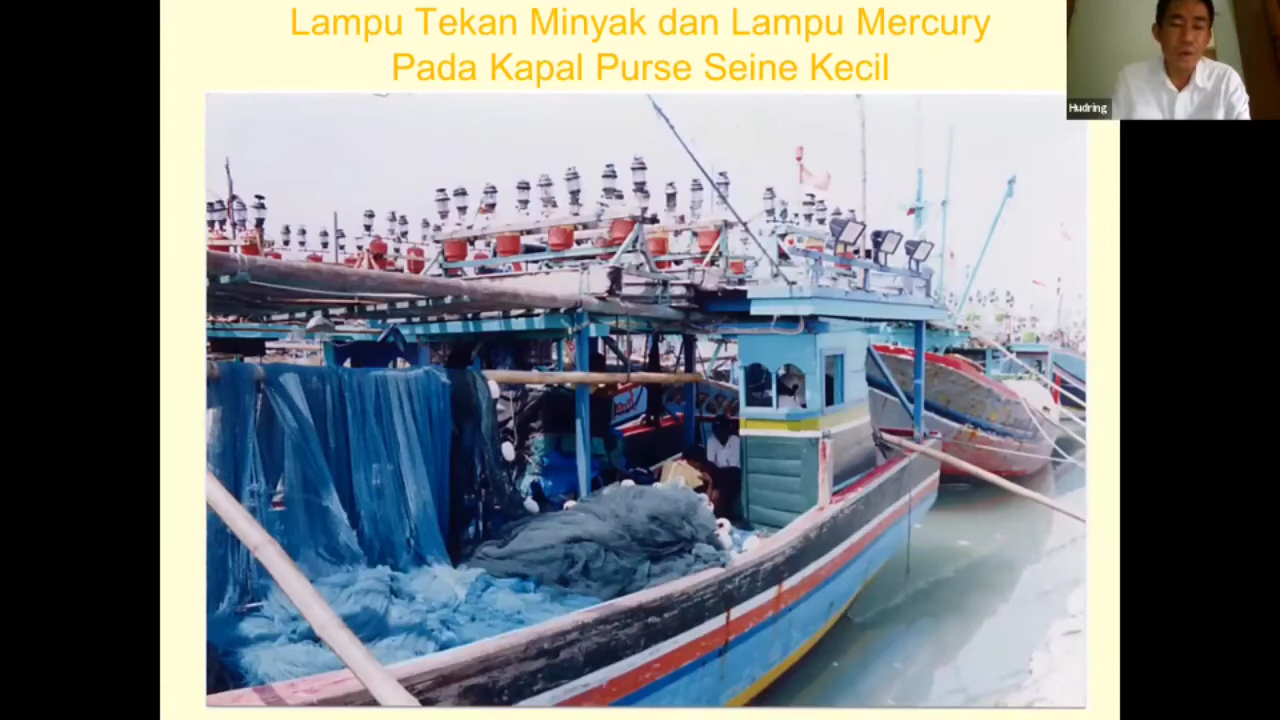 Lampu Tekan Minyak dan Lampu Mercury
Pada Kapal Purse Seine Kecil
Hudring